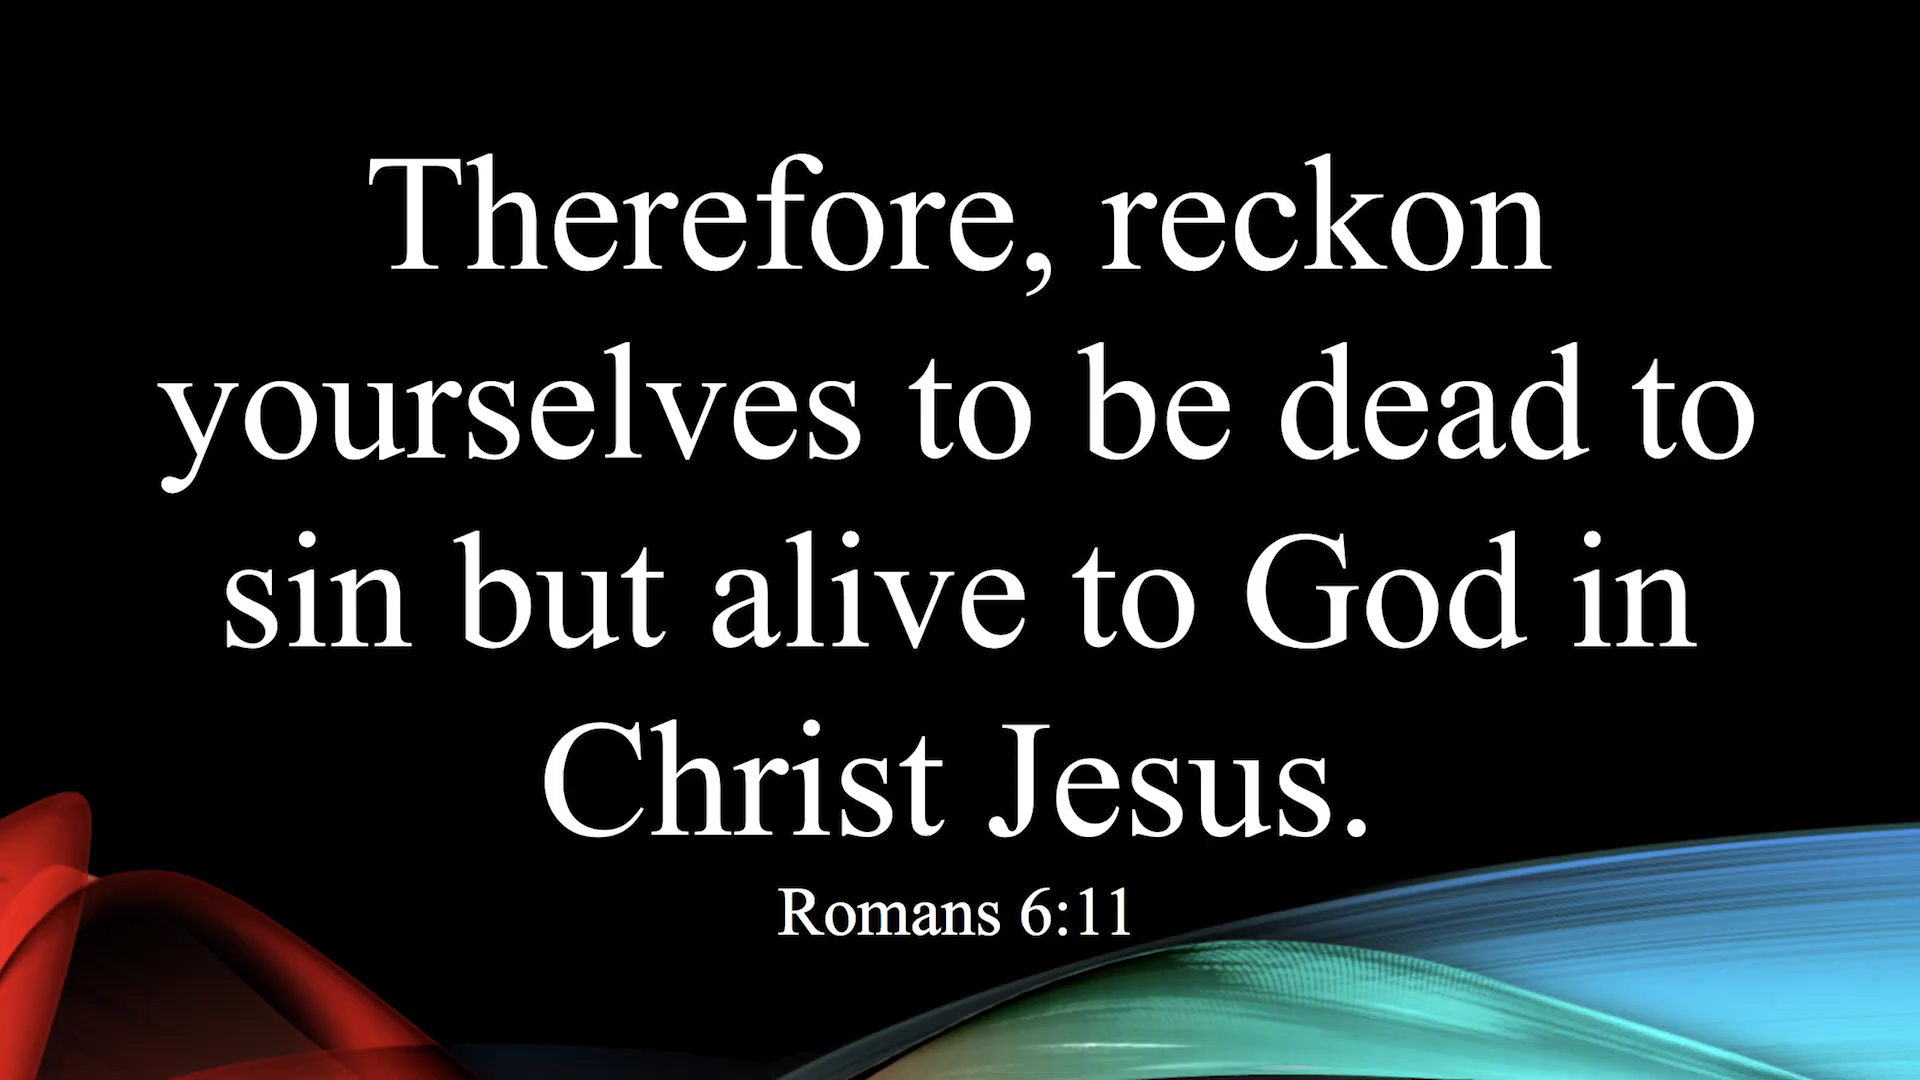 Therefore, reckon
yourselves to be dead to
sin but alive to God in
Christ Jesus.
Romans 6:11